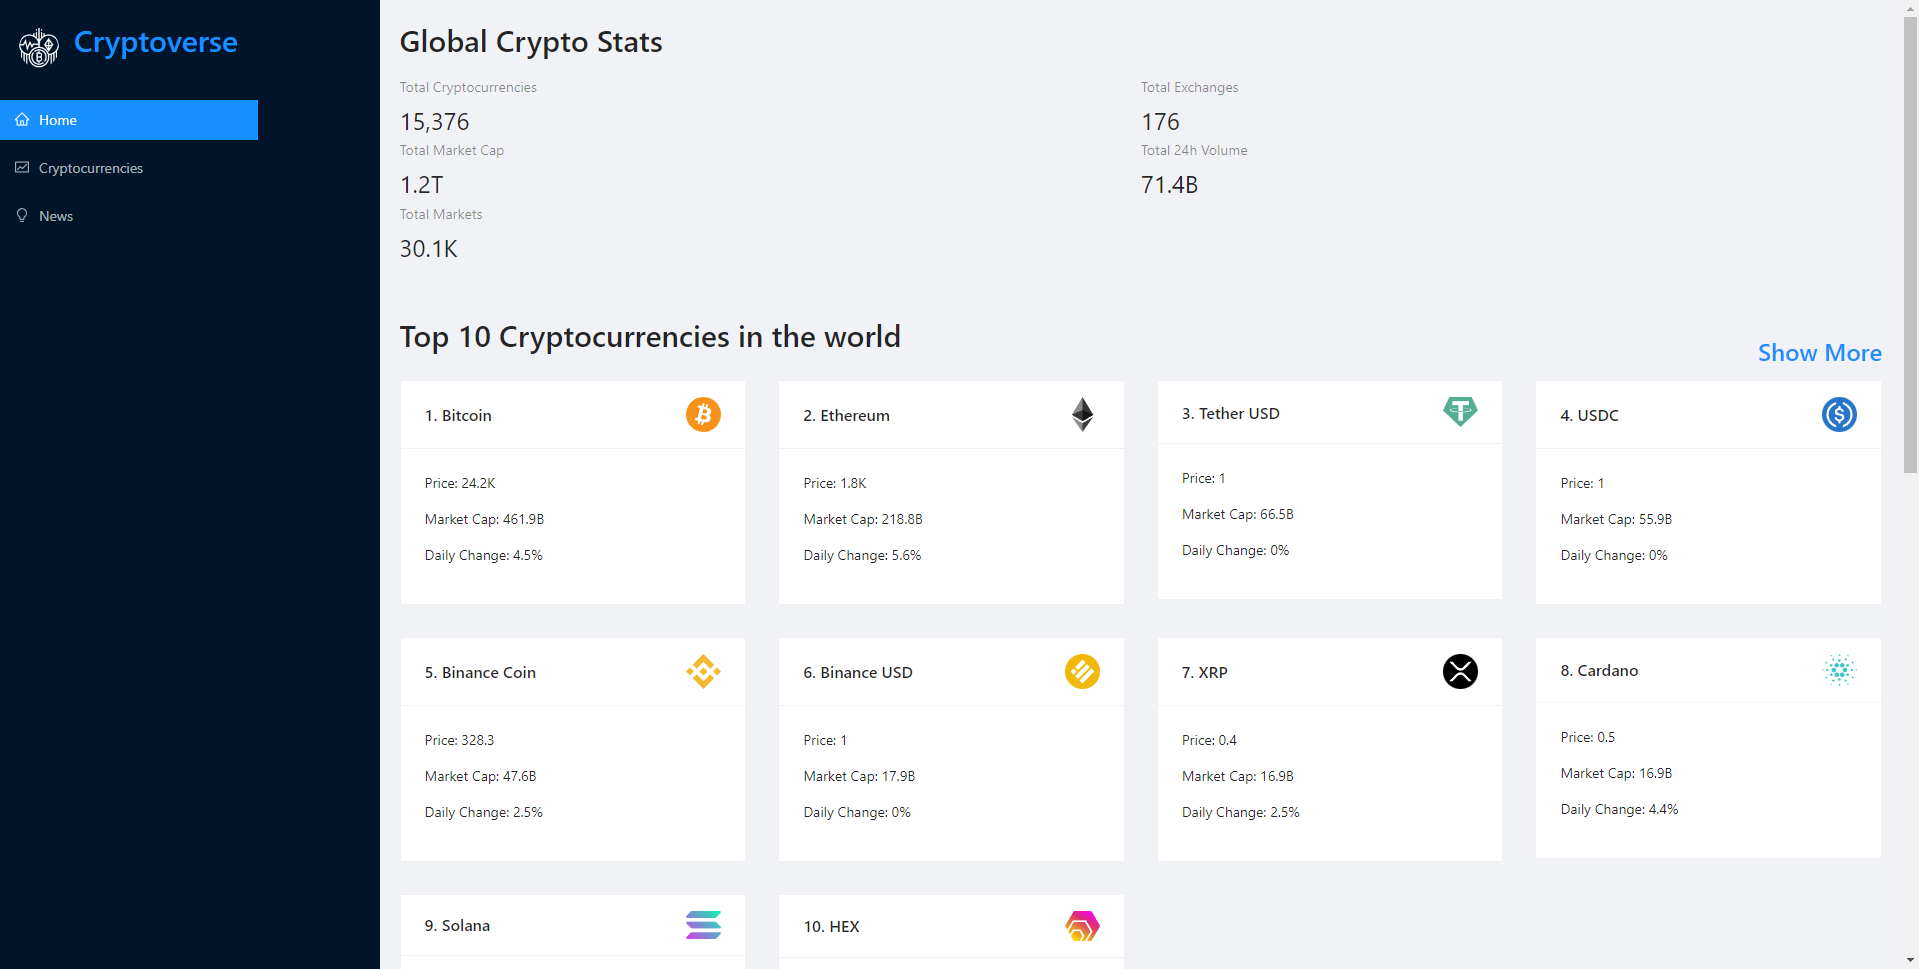 Cryptoverse
Home
Cryptocurrencies
News
Global Crypto Stats
Total Cryptocurrencies
15,376
Total Exchanges
176
Total Market Cap
1.2T
Total 24h Volume
71.4B
Total Markets
30.1K
Top 10 Cryptocurrencies in the world
Show More
1. Bitcoin
Price: 24.2K
Market Cap: 461.9B
Daily Change: 4.5%
2. Ethereum
Price: 1.8K
Market Cap: 218.8B
Daily Change: 5.6%
3. Tether USD
Price: 1
Market Cap: 66.5B
Daily Change: 0%
4. USDC
Price: 1
Market Cap: 55.9B
Daily Change: 0%
5. Binance Coin
Price: 328.3
Market Cap: 47.6B
Daily Change: 2.5%
6. Binance USD
Price: 1
Market Cap: 17.9B
Daily Change: 0%
7. XRP
Price: 0.4
Market Cap: 16.9B
Daily Change: 2.5%
8. Cardano
Price: 0.5
Market Cap: 16.9B
Daily Change: 4.4%
9. Solana
10. HEX